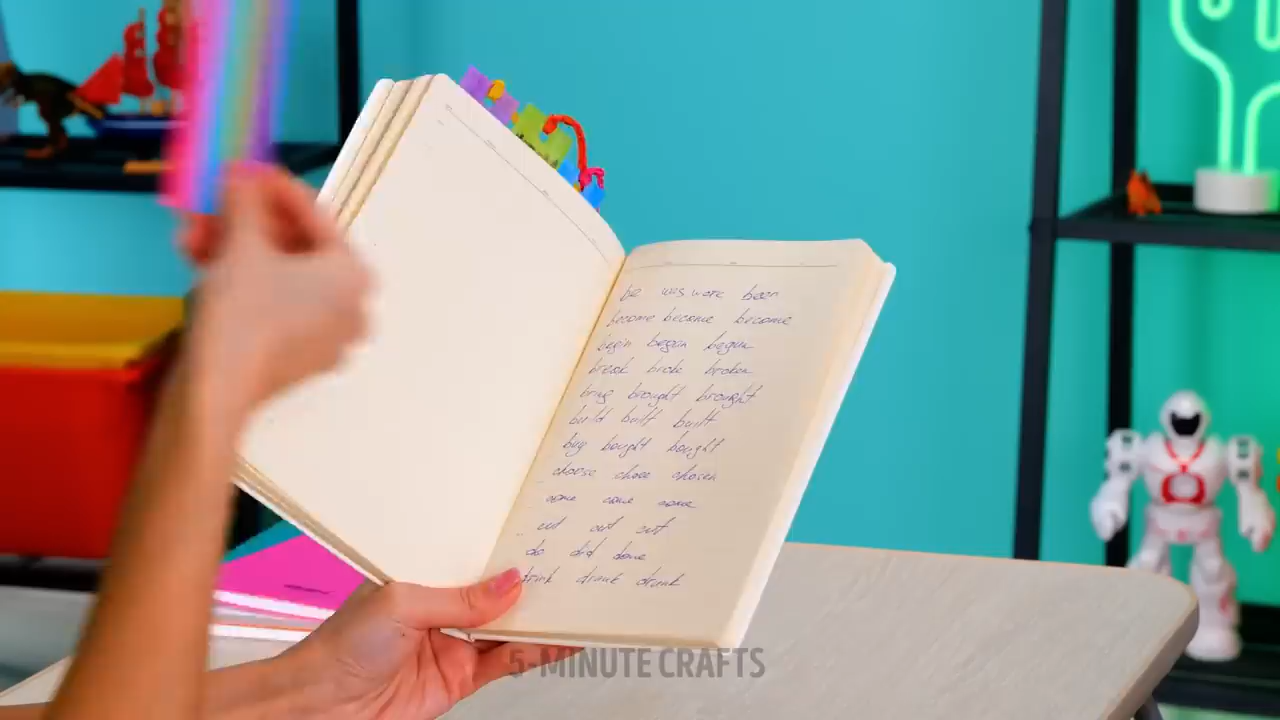 be was were been
become became become
begin began begun
break broke broken
bring brought brought
build built built
buy bought bought
choose chose chosen
come came come
cut cut cut
do did done
drink drank drunk
5-MINUTE CRAFTS